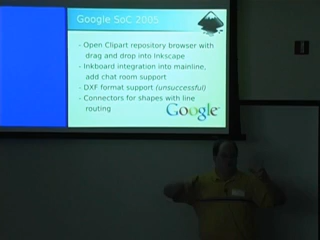 Google SoC 2005
- Open Clipart repository browser with
drag and drop into Inkscape
- Inkboard integration into mainline,
add chat room support
- DXF format support (unsuccessful)
- Connectors for shapes with line
routing
Google